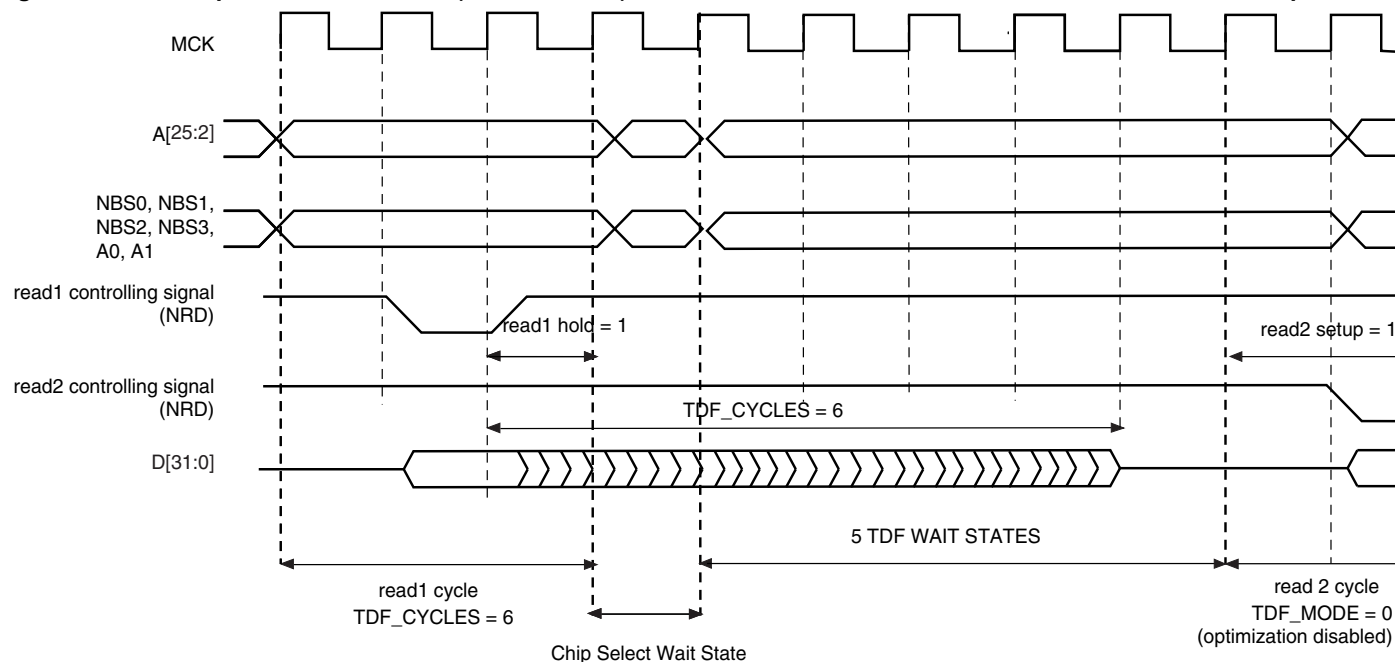 MCK
A[25:2]
NBS0, NBS1,
NBS2, NBS3,
A0, A1
read1 controlling signal
(NRD)
read1 hold = 1
read2 setup = 1
read2 controlling signal
(NRD)
TDF_CYCLES = 6
D[31:0]
5 TDF WAIT STATES
read1 cycle
TDF_CYCLES = 6
Chip Select Wait State
read 2 cycle
TDF_MODE = 0
(optimization disabled)